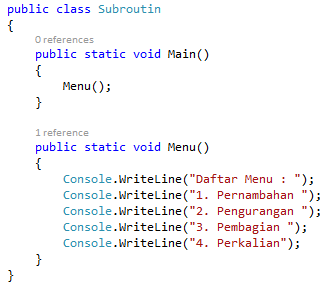 public class Subroutin
{
0 references
public static void Main()
{
Menu();
}
1 reference
public static void Menu()
{
Console.WriteLine("Daftar Menu : ");
Console.WriteLine("1. Pernambahan ");
Console.WriteLine("2. Pengurangan ");
Console.WriteLine("3. Pembagian ");
Console.WriteLine("4. Perkalian");
}
}